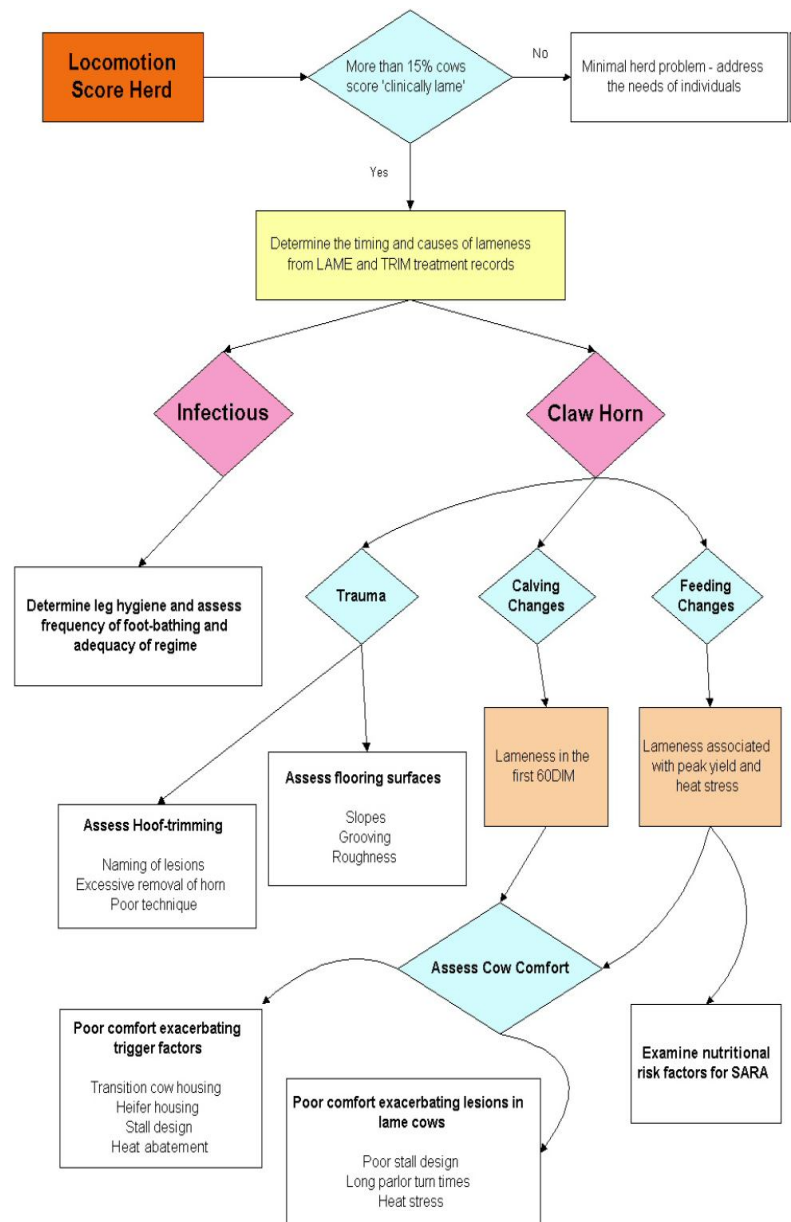 Locomotion
Score Herd
More than 15% cows
score 'clinically lame'
No
Minimal herd problem - address
the needs of individuals
Yes
Determine the timing and causes of lameness
from LAME and TRIM treatment records
Infectious
Claw Horn
Determine leg hygiene and assess
frequency of foot-bathing and
adequacy of regime
Trauma
Calving
Changes
Feeding
Changes
Lameness in the
first 60DIM
Lameness associated
with peak yield and
heat stress
Assess flooring surfaces
Slopes
Grooving
Roughness
Assess Hoof-trimming
Naming of lesions
Excessive removal of horn
Poor technique
Assess Cow Comfort
Poor comfort exacerbating
trigger factors
Transition cow housing
Heifer housing
Stall design
Heat abatement
Poor comfort exacerbating lesions in
lame cows
Poor stall design
Long parlor turn times
Heat stress
Examine nutritional
risk factors for SARA